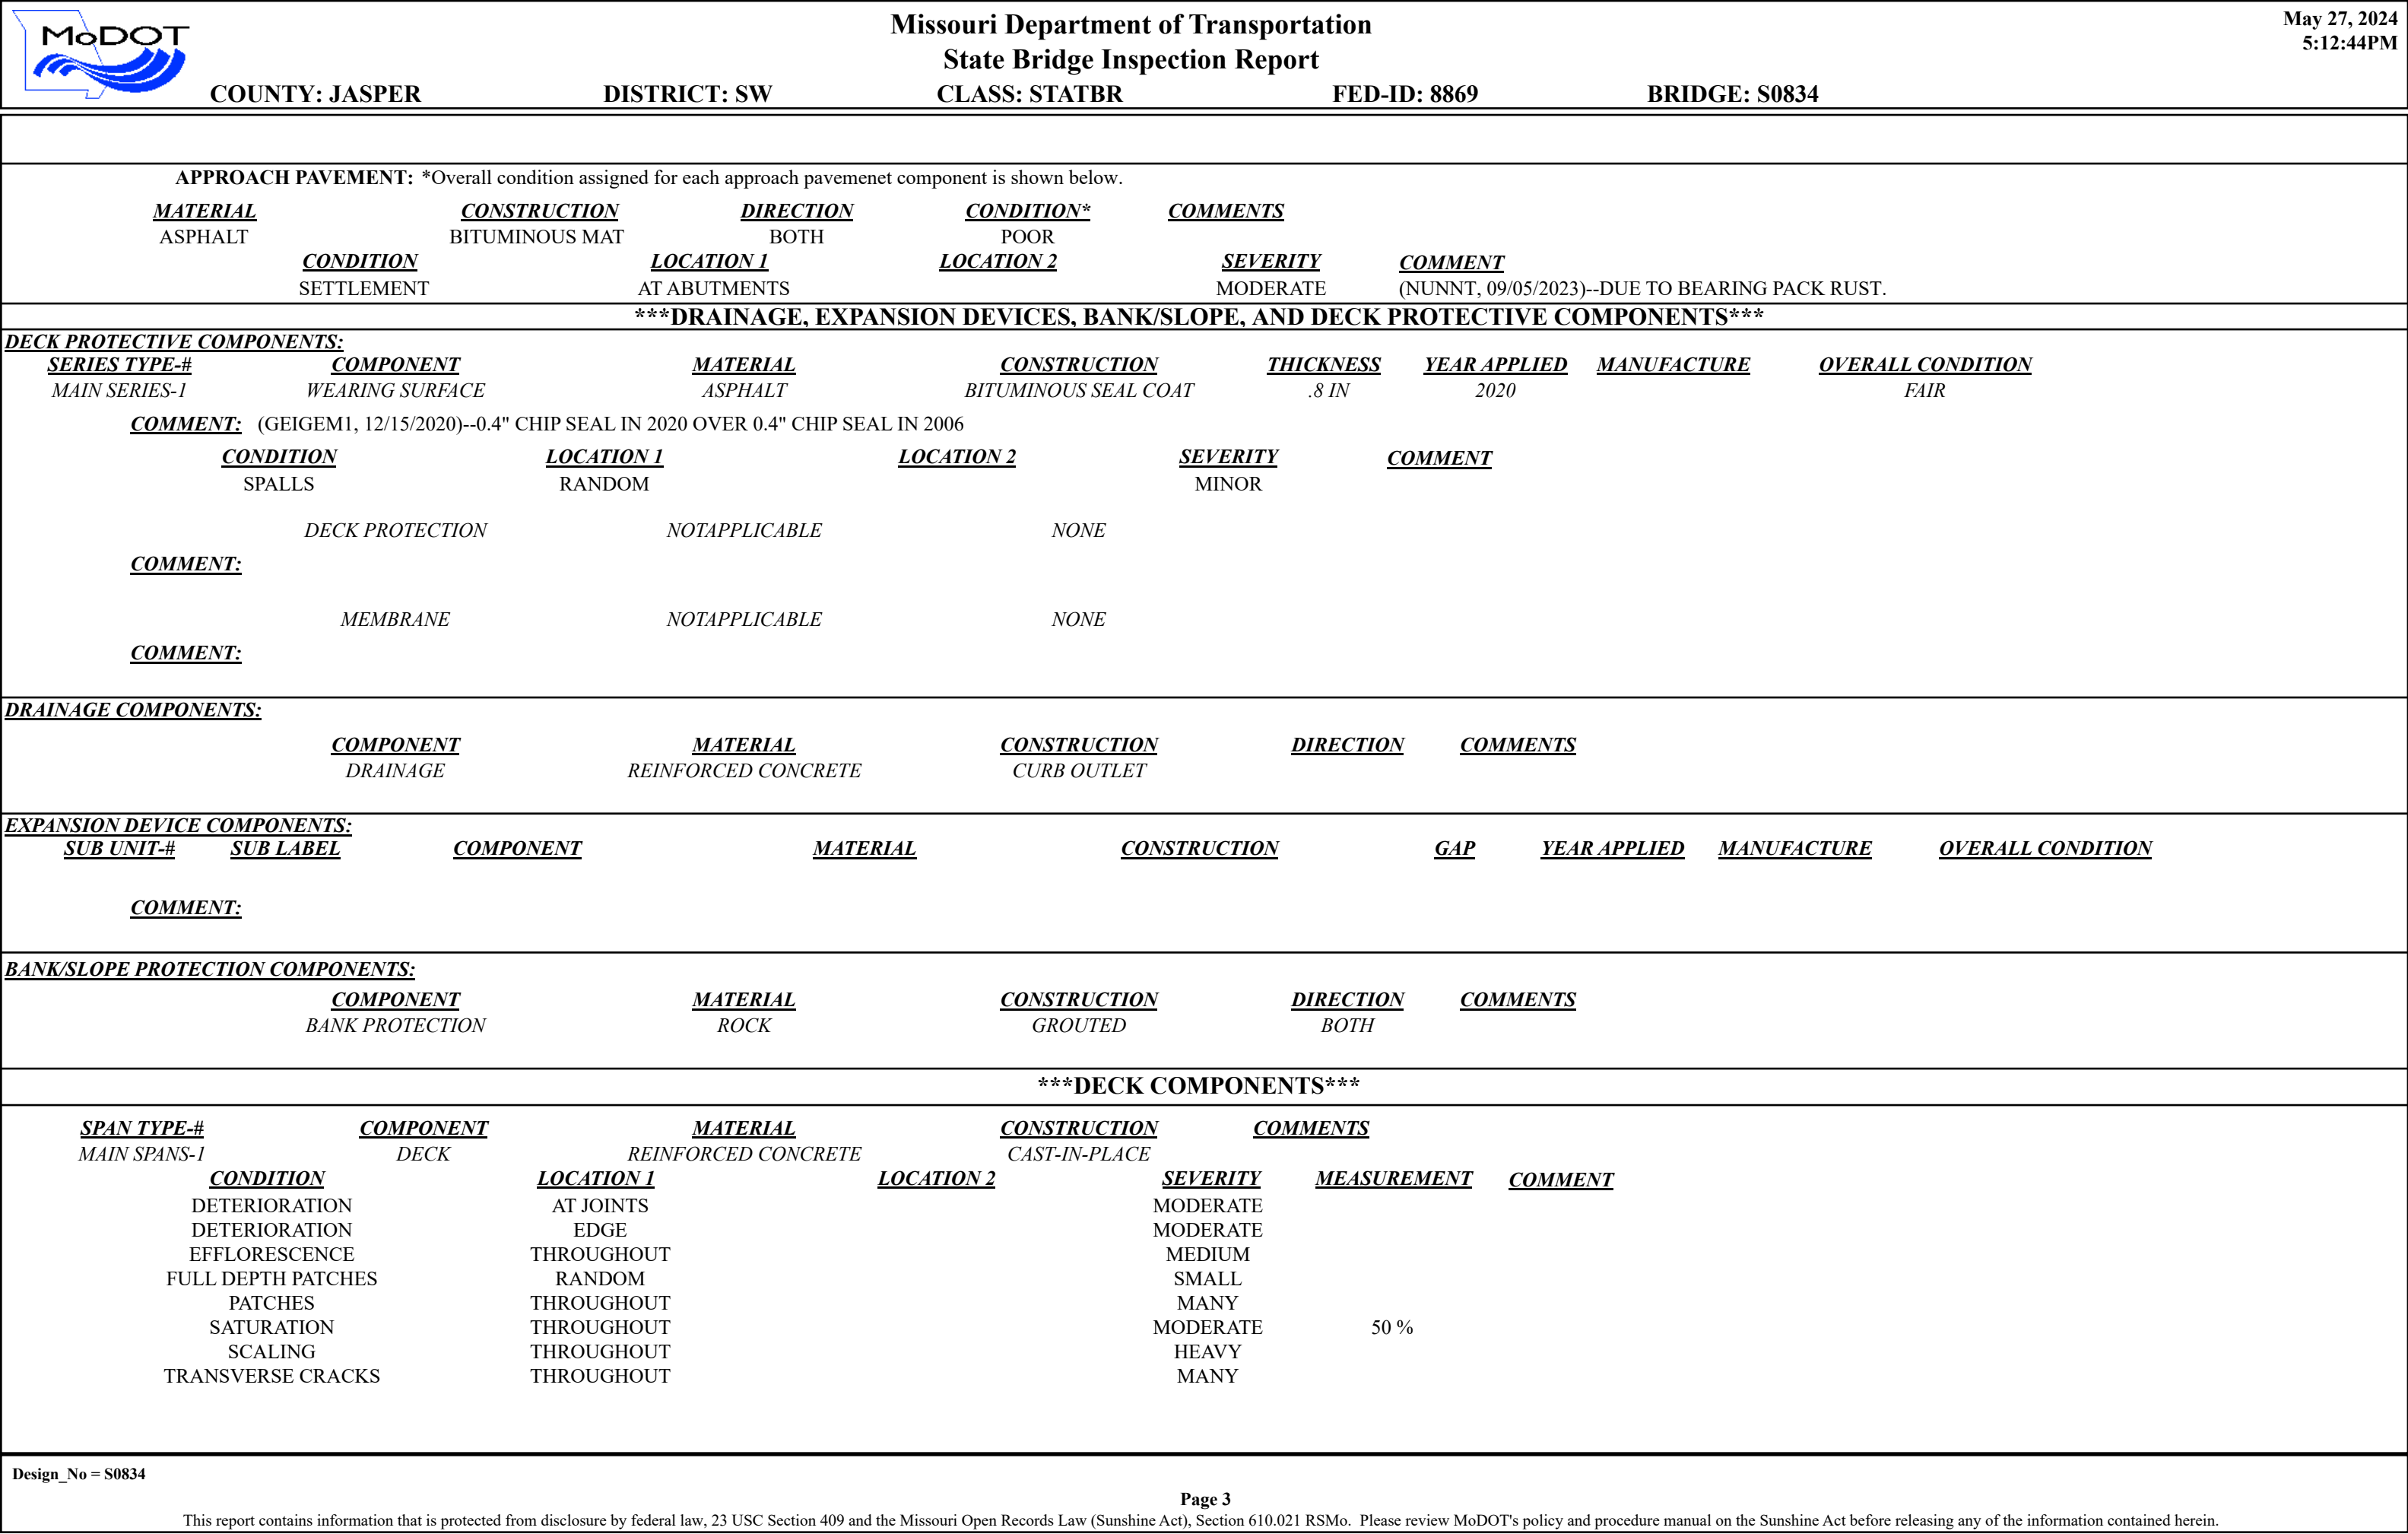 MoDOT
Missouri Department of Transportation
State Bridge Inspection Report
May 27, 2024
5:12:44PM
COUNTY: JASPER DISTRICT: SW CLASS: STATBR FED-ID: 8869 BRIDGE: S0834
APPROACH PAVEMENT: *Overall condition assigned for each approach pavemenet component is shown below.
MATERIAL CONSTRUCTION DIRECTION CONDITION* COMMENTS
ASPHALT BITUMINOUS MAT BOTH POOR
CONDITION LOCATION 1 LOCATION 2 SEVERITY COMMENT
SETTLEMENT AT ABUTMENTS MODERATE (NUNNT, 09/05/2023)--DUE TO BEARING PACK RUST.
***DRAINAGE, EXPANSION DEVICES, BANK/SLOPE, AND DECK PROTECTIVE COMPONENTS***
DECK PROTECTIVE COMPONENTS:
SERIES TYPE-# COMPONENT MATERIAL CONSTRUCTION THICKNESS YEAR APPLIED MANUFACTURE OVERALL CONDITION
MAIN SERIES-1 WEARING SURFACE ASPHALT BITUMINOUS SEAL COAT .8 IN 2020 FAIR
COMMENT: (GEIGEM1, 12/15/2020)--0.4" CHIP SEAL IN 2020 OVER 0.4" CHIP SEAL IN 2006
CONDITION LOCATION 1 LOCATION 2 SEVERITY COMMENT
SPALLS RANDOM MINOR
DECK PROTECTION NOTAPPLICABLE NONE
COMMENT:
MEMBRANE NOTAPPLICABLE NONE
COMMENT:
DRAINAGE COMPONENTS:
COMPONENT MATERIAL CONSTRUCTION DIRECTION COMMENTS
DRAINAGE REINFORCED CONCRETE CURB OUTLET
EXPANSION DEVICE COMPONENTS:
SUB UNIT-# SUB LABEL COMPONENT MATERIAL CONSTRUCTION GAP YEAR APPLIED MANUFACTURE OVERALL CONDITION
COMMENT:
BANK/SLOPE PROTECTION COMPONENTS:
COMPONENT MATERIAL CONSTRUCTION DIRECTION COMMENTS
BANK PROTECTION ROCK GROUTED BOTH
***DECK COMPONENTS***
SPAN TYPE-# COMPONENT MATERIAL CONSTRUCTION COMMENTS
MAIN SPANS-1 DECK REINFORCED CONCRETE CAST-IN-PLACE
CONDITION LOCATION 1 LOCATION 2 SEVERITY MEASUREMENT COMMENT
DETERIORATION AT JOINTS MODERATE
DETERIORATION EDGE MODERATE
EFFLORESCENCE THROUGHOUT MEDIUM
FULL DEPTH PATCHES RANDOM SMALL
PATCHES THROUGHOUT MANY
SATURATION THROUGHOUT MODERATE 50 %
SCALING THROUGHOUT HEAVY
TRANSVERSE CRACKS THROUGHOUT MANY
Design_No = S0834
Page 3
This report contains information that is protected from disclosure by federal law, 23 USC Section 409 and the Missouri Open Records Law (Sunshine Act), Section 610.021 RSMo. Please review MoDOT's policy and procedure manual on the Sunshine Act before releasing any of the information contained herein.